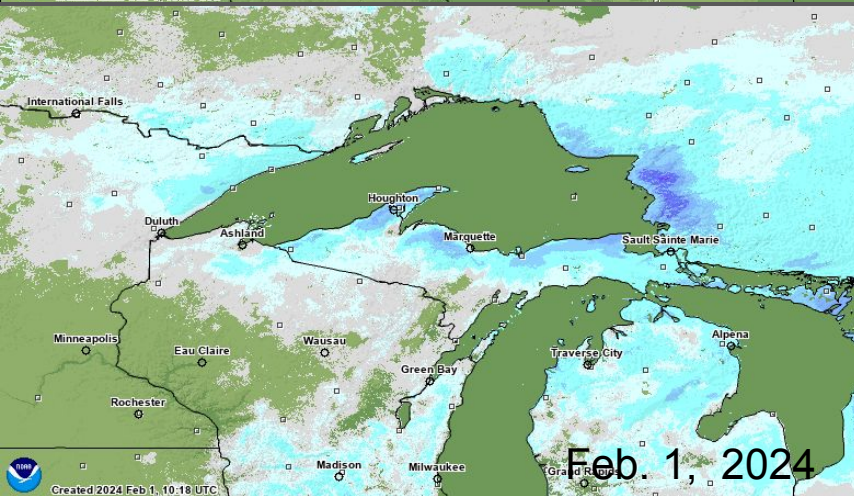 International Falls
Houghton
Duluth
Ashland
Marquette
Sault Sainte Marie
Minneapolis
Eau Claire
Wausau
Alpena
Traverse City
Green Bay
Rochester
Madison
Milwaukee
Grand Rapids
Feb. 1, 2024
NOAA
Created 2024 Feb 1, 10:18 UTC